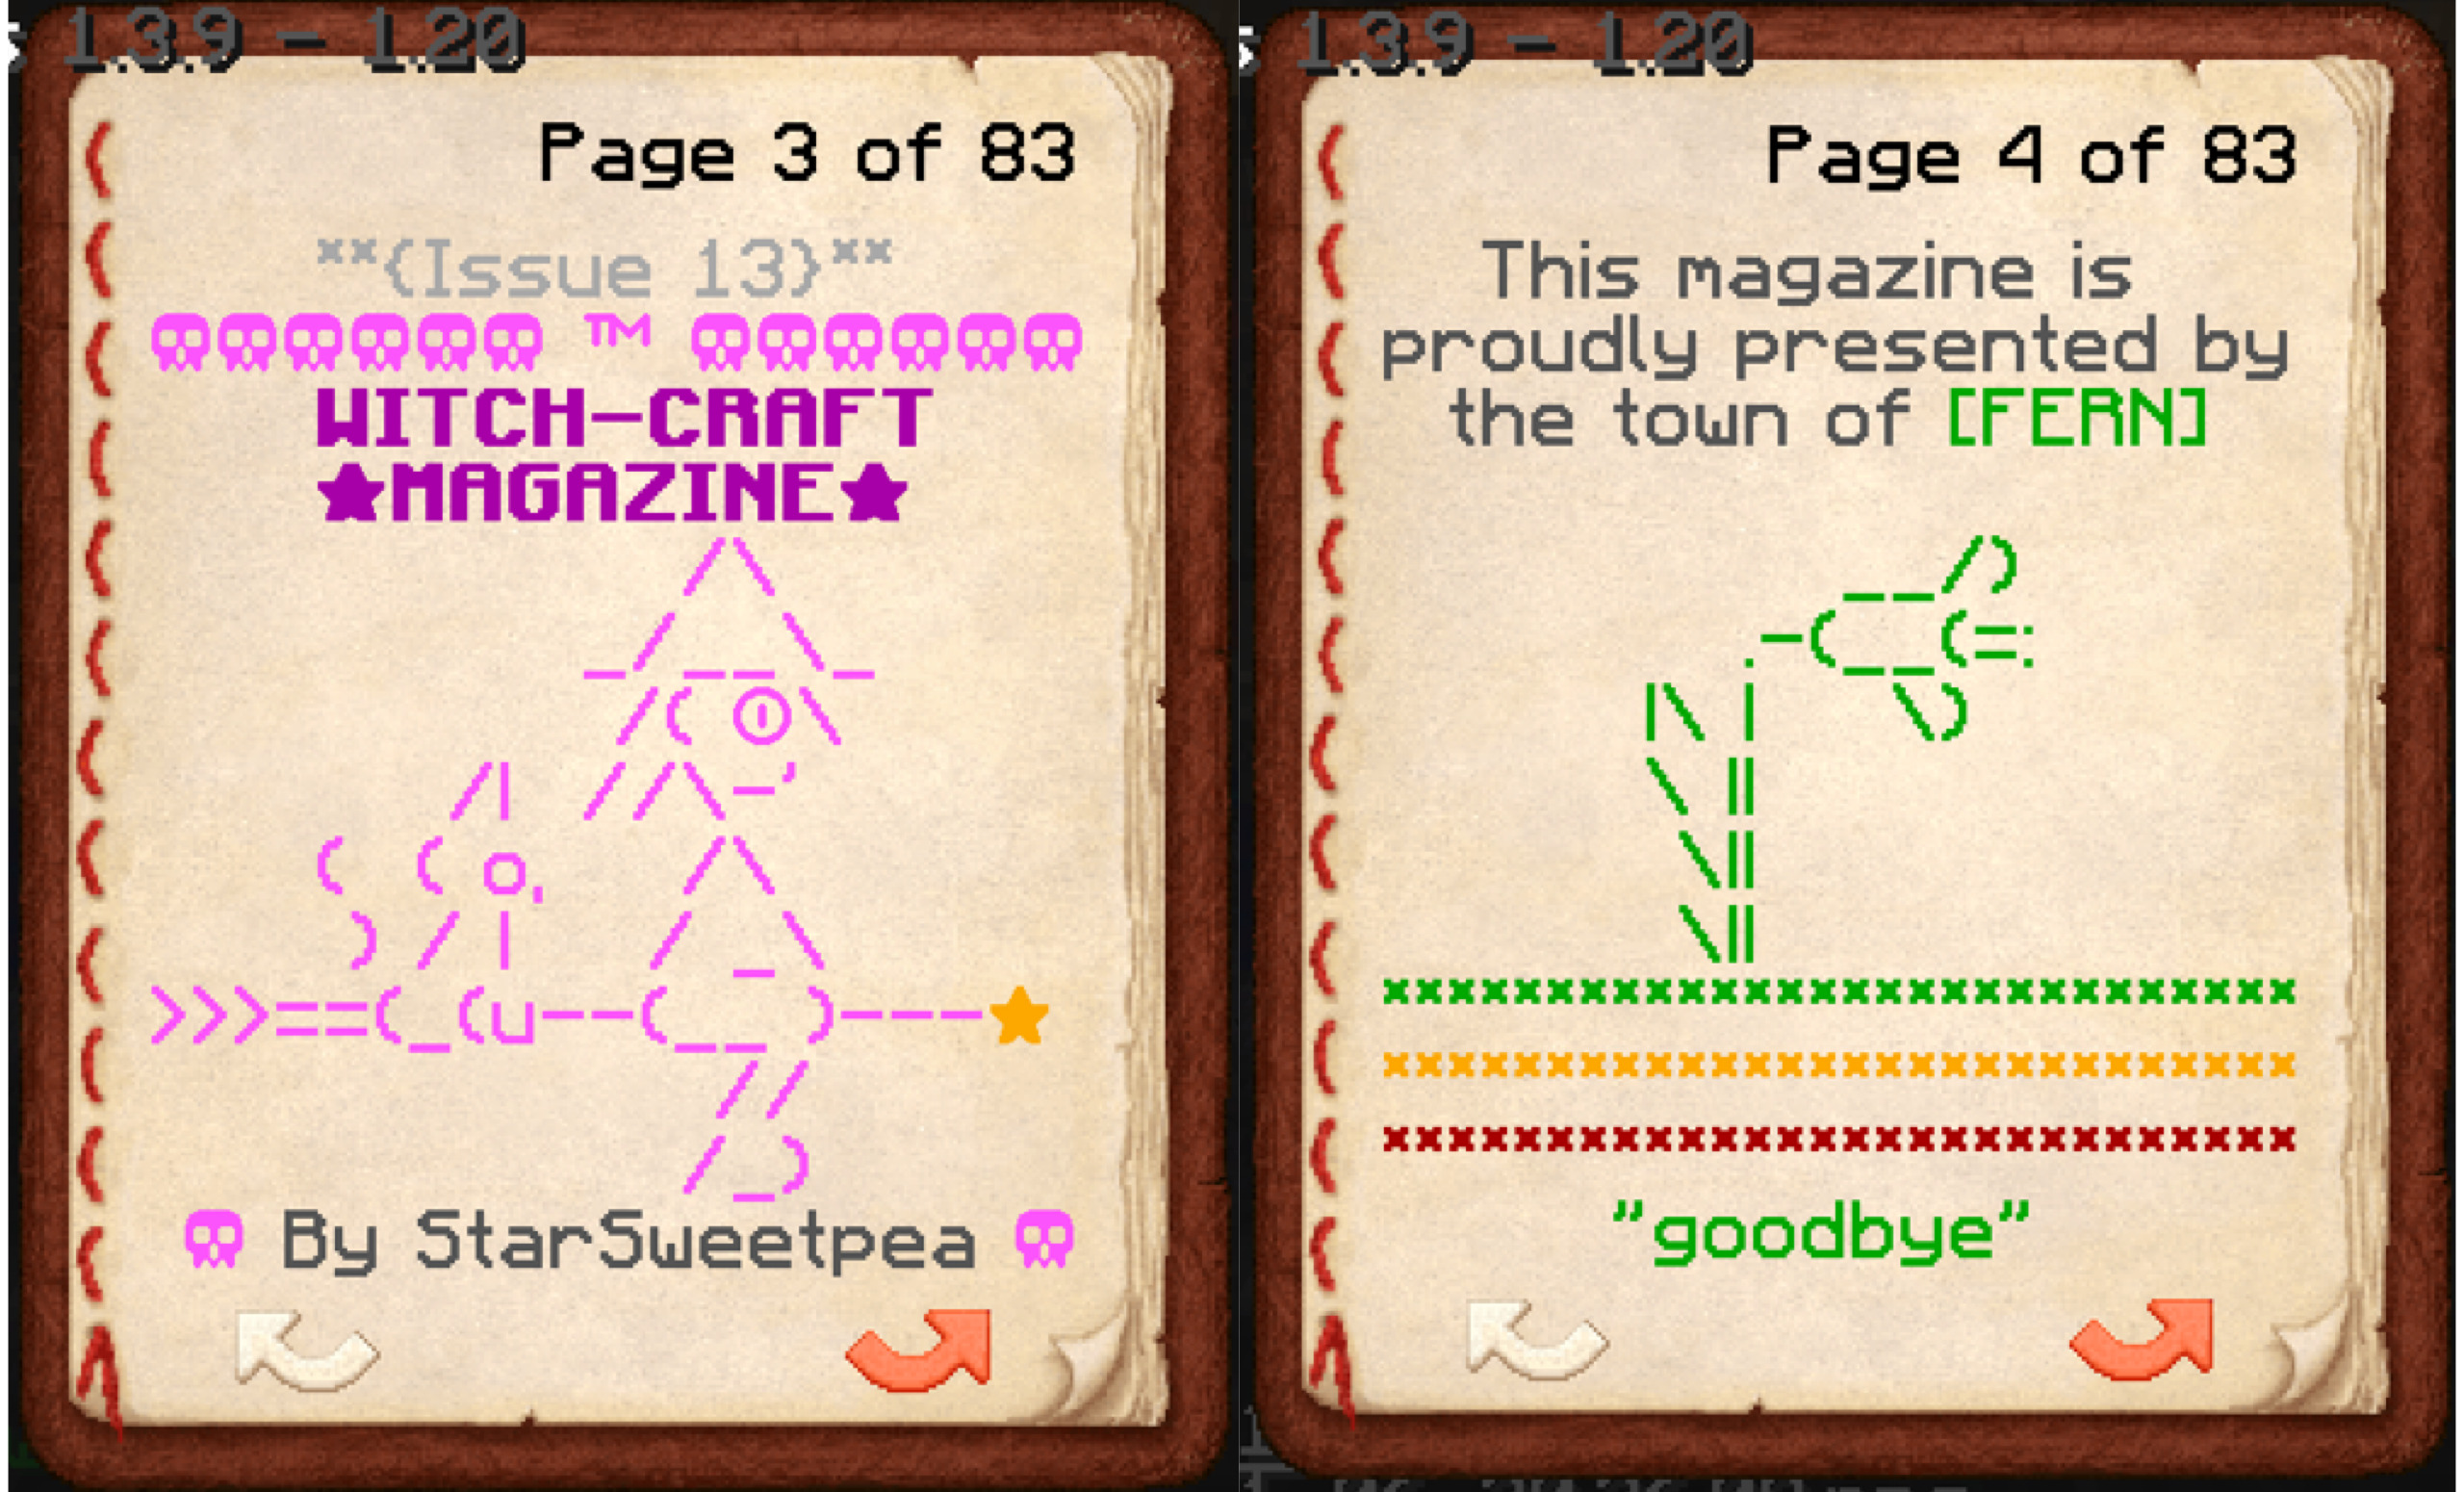 1.3.9 - 1.20
Page 3 of 83
**{Issue 13}**
💀💀💀💀💀💀 ™ 💀💀💀💀💀💀
WITCH-CRAFT
★MAGAZINE★
💀 By StarSweetpea 💀
1.3.9 - 1.20
Page 4 of 83
This magazine is
proudly presented by
the town of [FERN]
"goodbye"